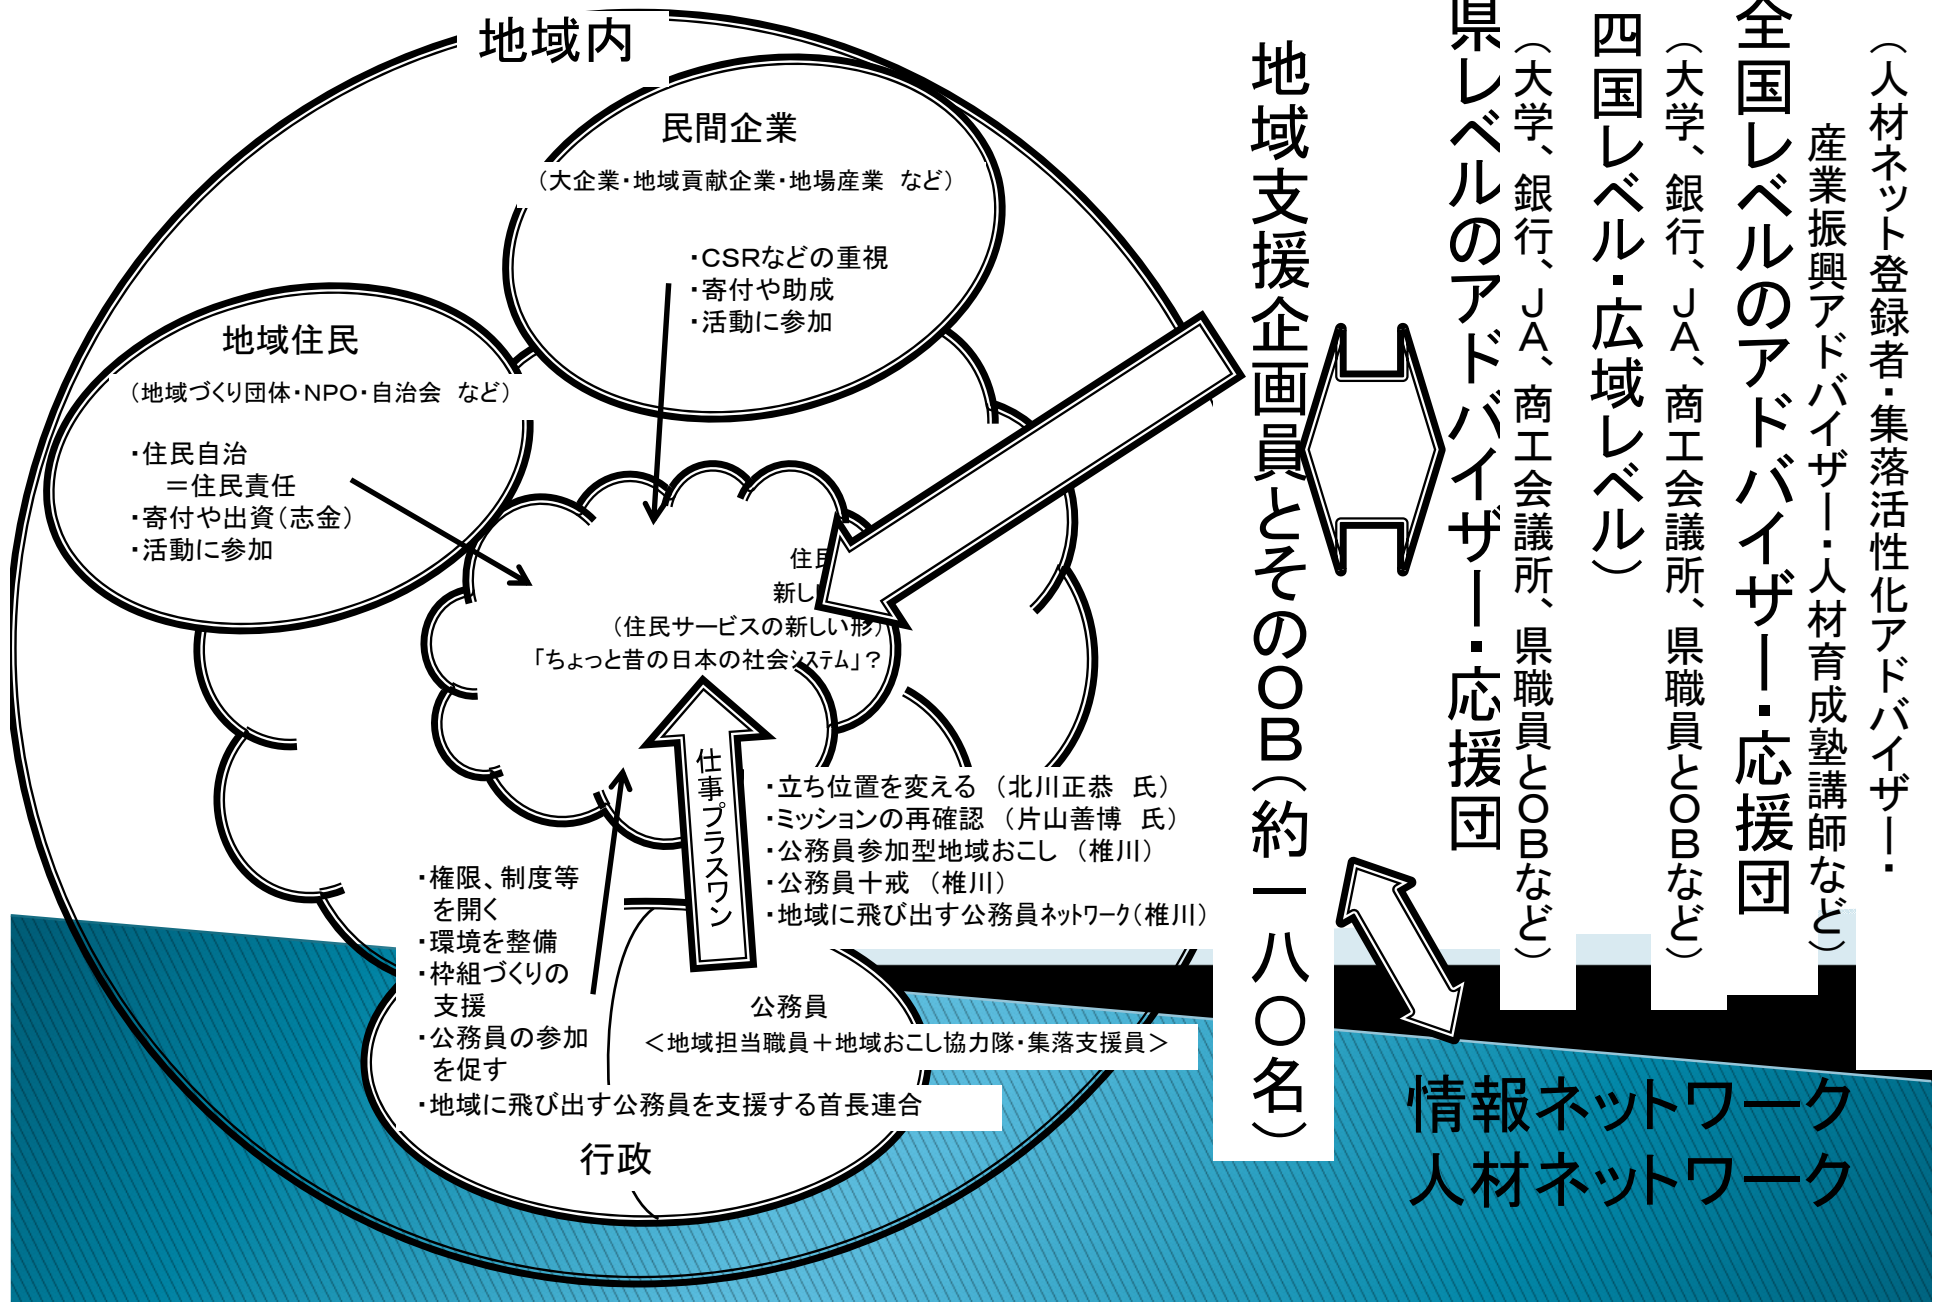 地域内
民間企業
（大企業・地域貢献企業・地場産業　など）
・CSRなどの重視
・寄付や助成
・活動に参加
地域住民
（地域づくり団体・NPO・自治会　など）
・住民自治
＝住民責任
・寄付や出資（志金）
・活動に参加
住民
新し
（住民サービスの新しい形）
「ちょっと昔の日本の社会システム」？
仕事プラスワン
・立ち位置を変える　（北川正恭　氏）
・ミッションの再確認　（片山善博　氏）
・公務員参加型地域おこし　（椎川）
・公務員十戒　（椎川）
・地域に飛び出す公務員ネットワーク（椎川）
・権限、制度等
を開く
・環境を整備
・枠組づくりの
支援
・公務員の参加
を促す
・地域に飛び出す公務員を支援する首長連合
公務員
＜地域担当職員＋地域おこし協力隊・集落支援員＞
行政
（人材ネット登録者・集落活性化アドバイザー・
産業振興アドバイザー・人材育成塾講師など）
全国レベルのアドバイザー・応援団
（大学、銀行、ＪＡ、商工会議所、県職員とＯＢなど）
四国レベル・広域レベル）
（大学、銀行、ＪＡ、商工会議所、県職員とＯＢなど）
県レベルのアドバイザー・応援団
地域支援企画員とそのＯＢ（約一八〇名）
情報ネットワーク
人材ネットワーク